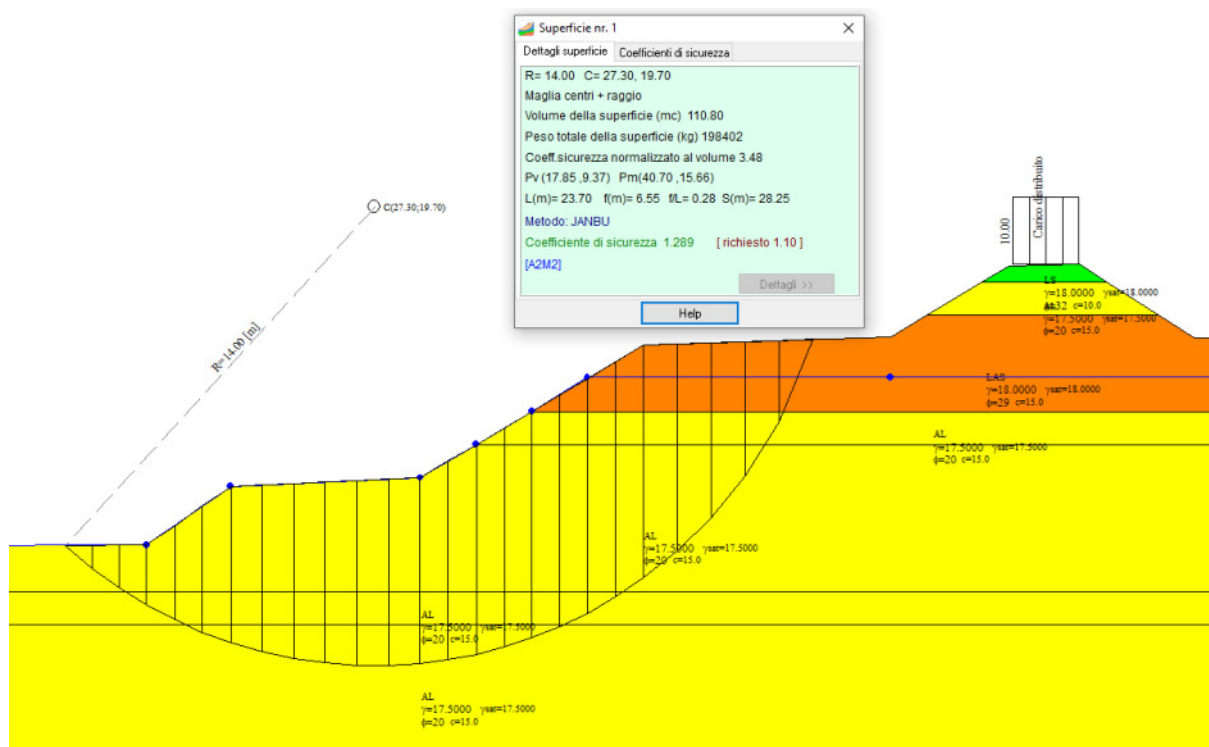 Superficie nr. 1
Dettagli superficie
Coefficienti di sicurezza
R= 14.00 C= 27.30, 19.70
Maglia centri + raggio
Volume della superficie (mc) 110.80
Peso totale della superficie (kg) 198402
Coeff.sicurezza normalizzato al volume 3.48
Pv (17.85 ,9.37) Pm(40.70 ,15.66)
L(m)= 23.70 f(m)= 6.55 f/L= 0.28 S(m)= 28.25
Metodo: JANBU
Coefficiente di sicurezza 1.289 [ richiesto 1.10 ]
[A2M2]
Dettagli >>
Help
C(27.30;19.70)
R=14.00 [m]
10.00
Carico distribuito
LS
γ=18.0000 γsat=18.0000
ϕ=32 c=10.0
AL
γ=17.5000 γsat=17.5000
ϕ=20 c=15.0
LAS
γ=18.0000 γsat=18.0000
ϕ=29 c=15.0
AL
γ=17.5000 γsat=17.5000
ϕ=20 c=15.0
AL
γ=17.5000 γsat=17.5000
ϕ=20 c=15.0
AL
γ=17.5000 γsat=17.5000
ϕ=20 c=15.0
AL
γ=17.5000 γsat=17.5000
ϕ=20 c=15.0